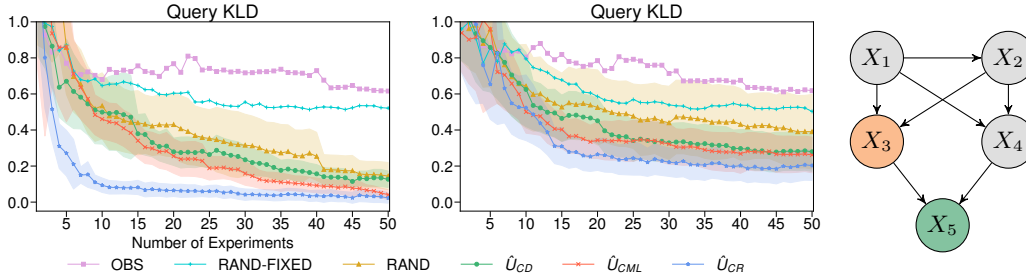 Query KLD
1.0
0.8
0.6
0.4
0.2
0.0
5 10 15 20 25 30 35 40 45 50
Number of Experiments
Query KLD
1.0
0.8
0.6
0.4
0.2
0.0
5 10 15 20 25 30 35 40 45 50
OBS RAND-FIXED RAND Û_CD Û_CML Û_CR
X₁ X₂
X₃ X₄
X₅